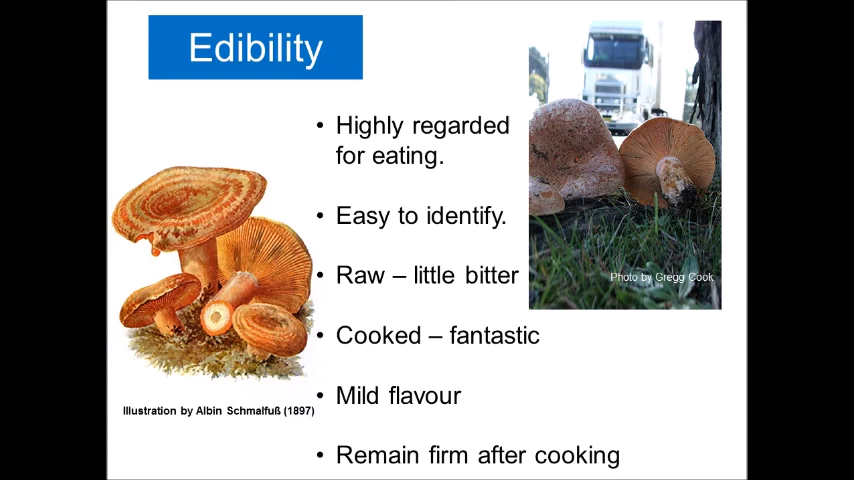 Edibility
• Highly regarded
for eating.
• Easy to identify.
• Raw – little bitter
Photo by Gregg Cook
• Cooked – fantastic
• Mild flavour
Illustration by Albin Schmalfuß (1897)
• Remain firm after cooking